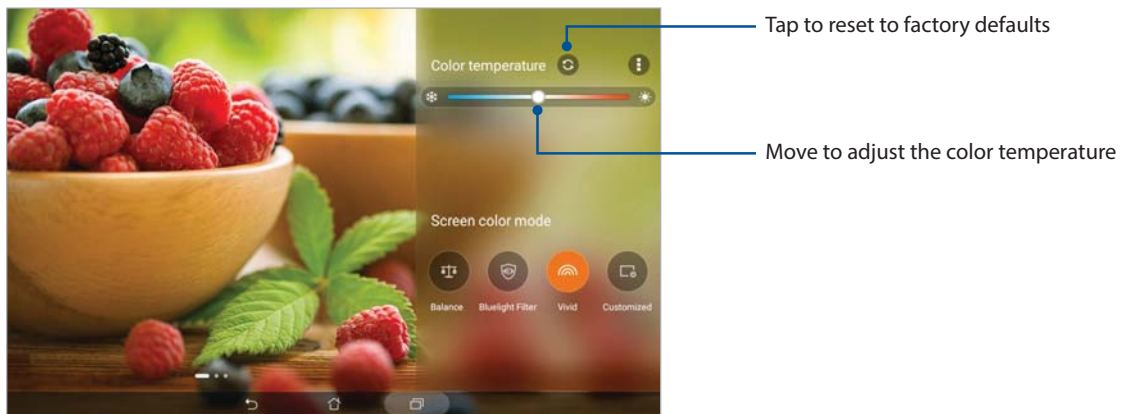 Tap to reset to factory defaults
Color temperature
Move to adjust the color temperature
Screen color mode
Balance Bluelight Filter Vivid Customized